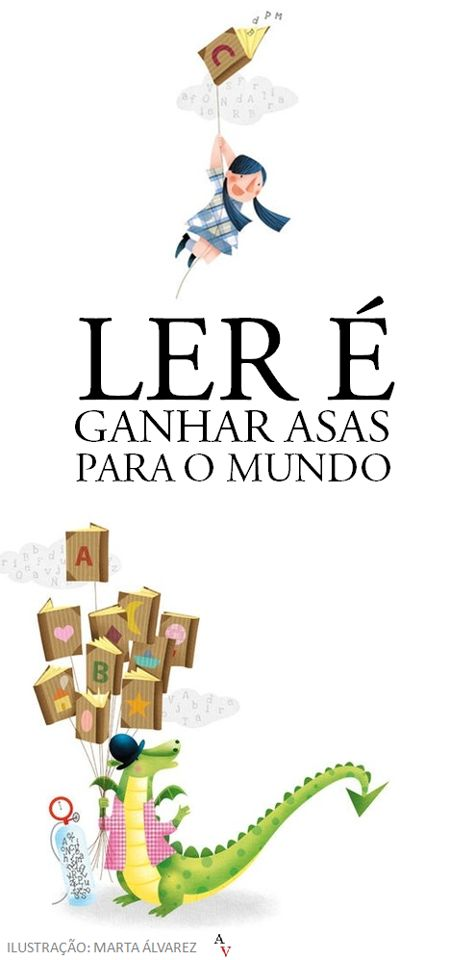 C
LER É
GANHAR ASAS
PARA O MUNDO
A
B
ILUSTRAÇÃO: MARTA ÁLVAREZ
A
V